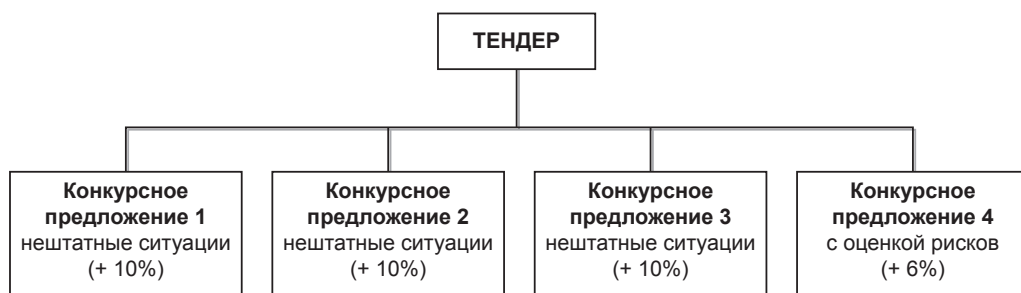 ТЕНДЕР
Конкурсное
предложение 1
нештатные ситуации
(+ 10%)
Конкурсное
предложение 2
нештатные ситуации
(+ 10%)
Конкурсное
предложение 3
нештатные ситуации
(+ 10%)
Конкурсное
предложение 4
с оценкой рисков
(+ 6%)